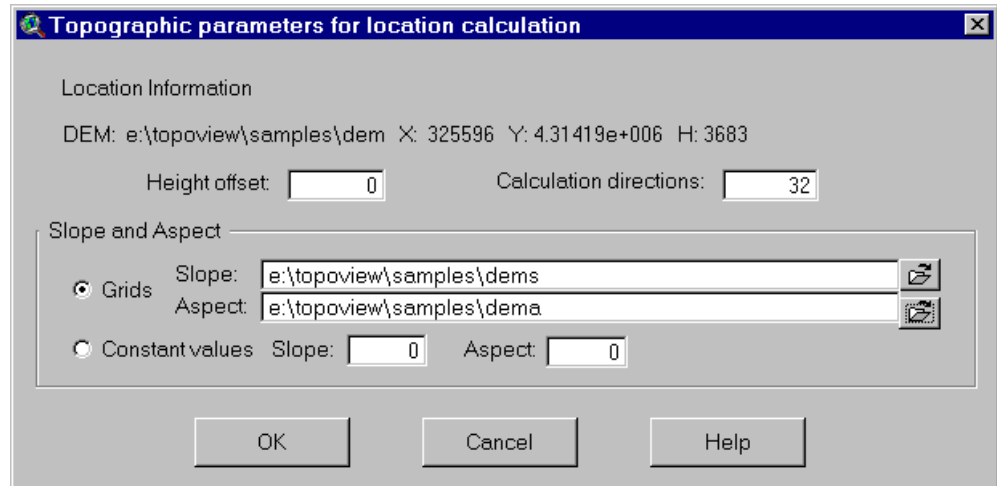 Topographic parameters for location calculation
Location Information
DEM: e:\topoview\samples\dem X: 325596 Y: 4.31419e+006 H: 3683
Height offset: 0 Calculation directions: 32
Slope and Aspect
Grids Slope: e:\topoview\samples\dems
Aspect: e:\topoview\samples\dema
Constant values Slope: 0 Aspect: 0
OK Cancel Help